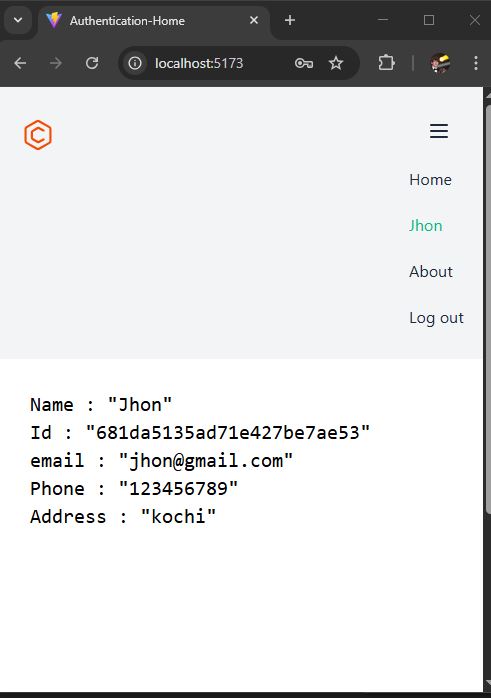 Authentication-Home
localhost:5173
Home
Jhon
About
Log out
Name : "Jhon"
Id : "681da5135ad71e427be7ae53"
email : "jhon@gmail.com"
Phone : "123456789"
Address : "kochi"